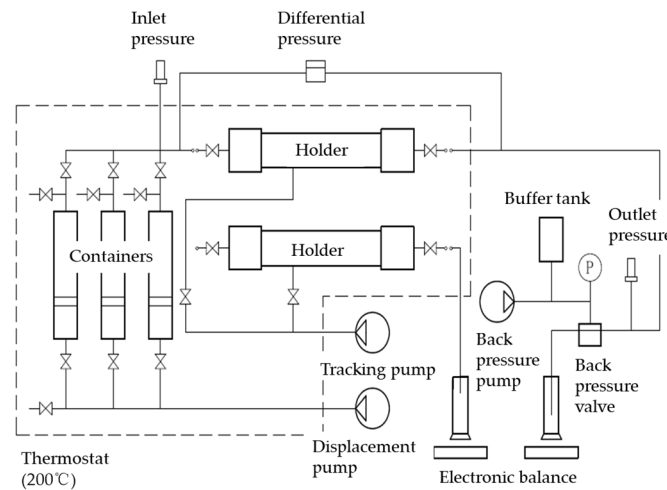 Inlet
pressure
Differential
pressure
Holder
Buffer tank
Outlet
pressure
Containers
Holder
P
Back
pressure
pump
Back
pressure
valve
Tracking pump
Displacement
pump
Thermostat
(200℃)
Electronic balance